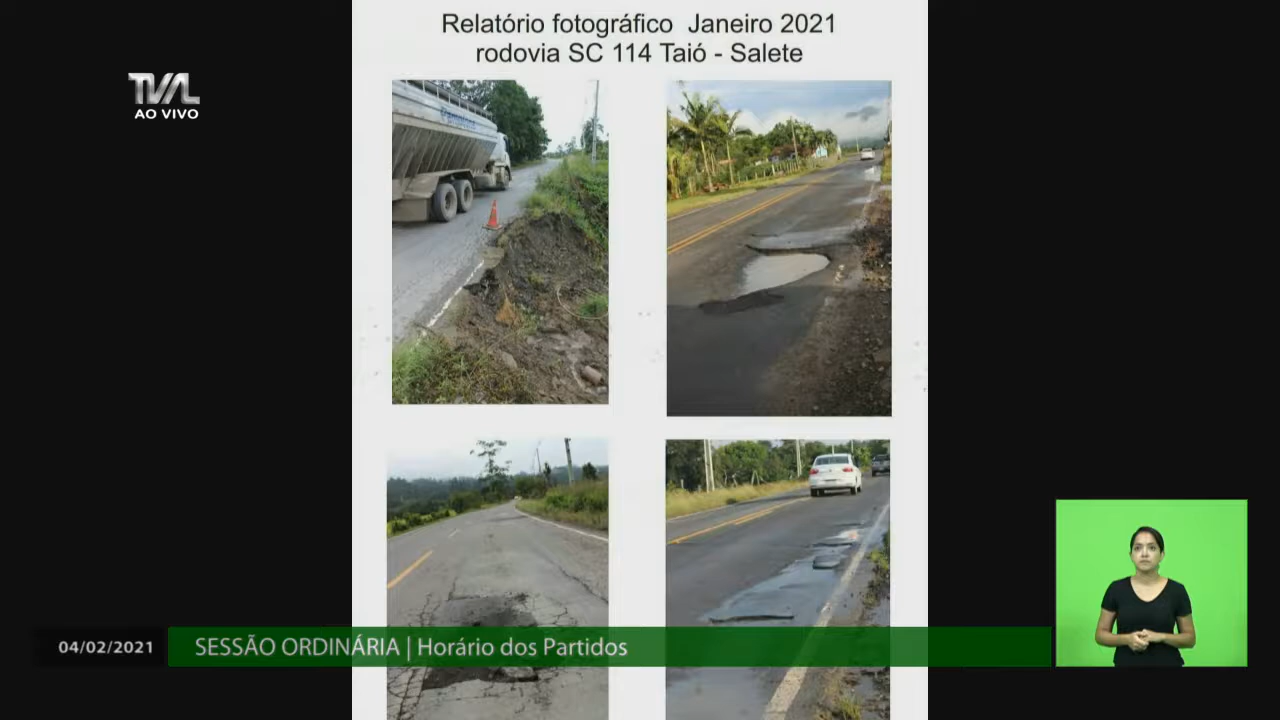 Relatório fotográfico Janeiro 2021
rodovia SC 114 Taió - Salete
TVAL
AO VIVO
04/02/2021
SESSÃO ORDINÁRIA | Horário dos Partidos